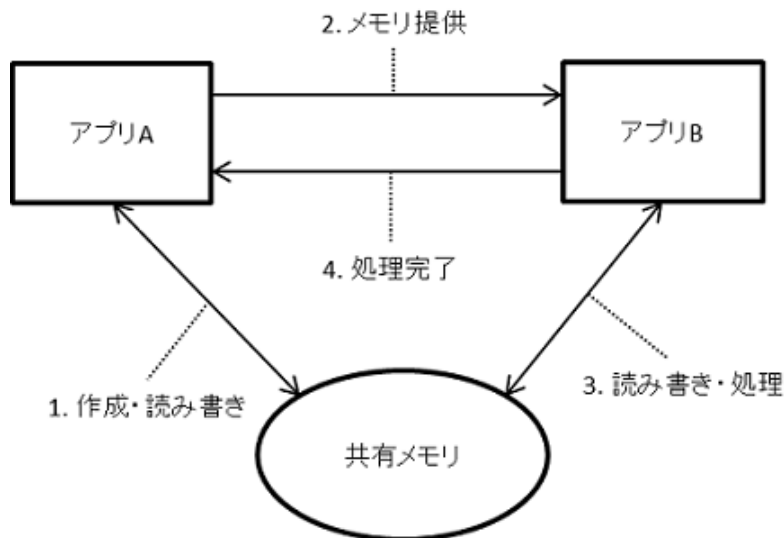 2. メモリ提供
アプリA
アプリB
4. 処理完了
1. 作成・読み書き
3. 読み書き・処理
共有メモリ